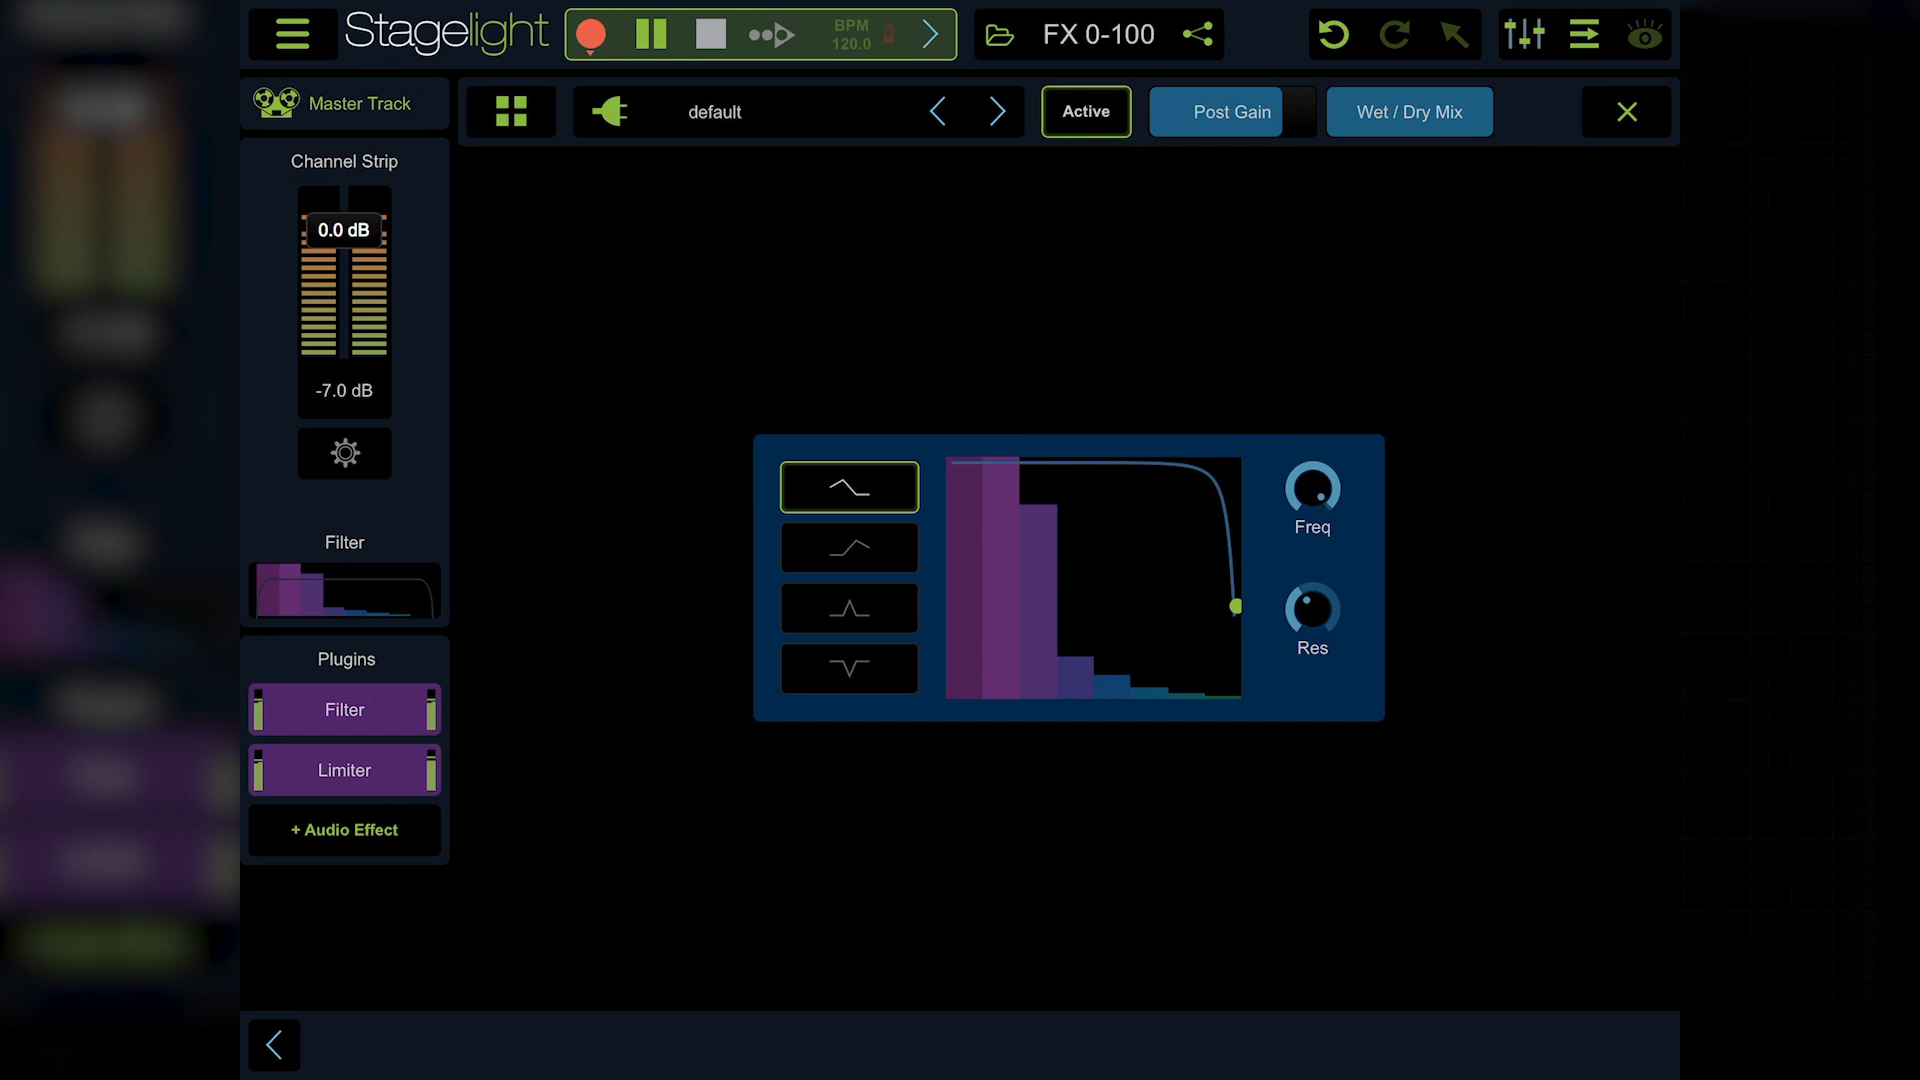 Stagelight
BPM
120.0
FX 0-100
Master Track
default
Active
Post Gain
Wet / Dry Mix
Channel Strip
0.0 dB
-7.0 dB
Filter
Freq
Res
Plugins
Filter
Limiter
+ Audio Effect